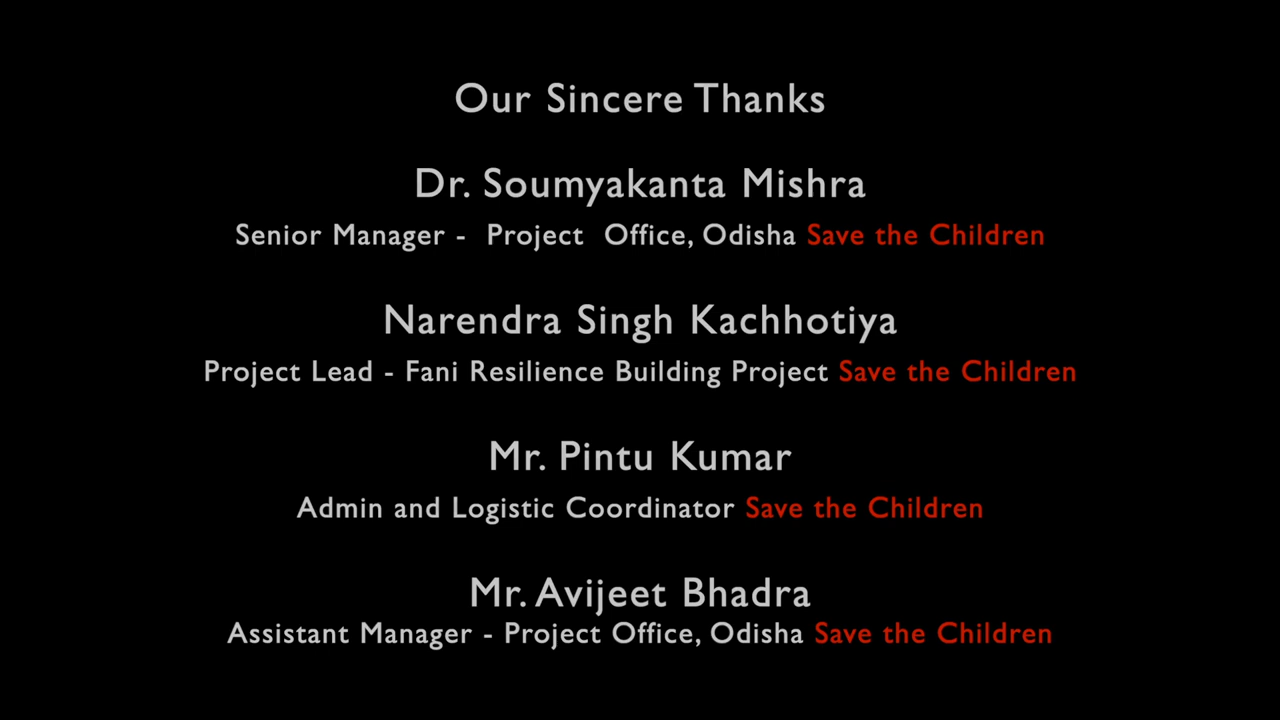 Our Sincere Thanks
Dr. Soumyakanta Mishra
Senior Manager - Project Office, Odisha Save the Children
Narendra Singh Kachhotiya
Project Lead - Fani Resilience Building Project Save the Children
Mr. Pintu Kumar
Admin and Logistic Coordinator Save the Children
Mr. Avijeet Bhadra
Assistant Manager - Project Office, Odisha Save the Children